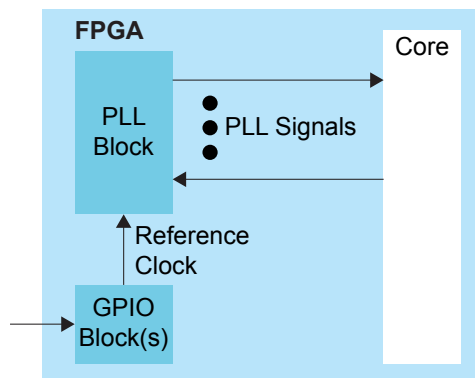 FPGA
Core
PLL
Block
PLL Signals
Reference
Clock
GPIO
Block(s)